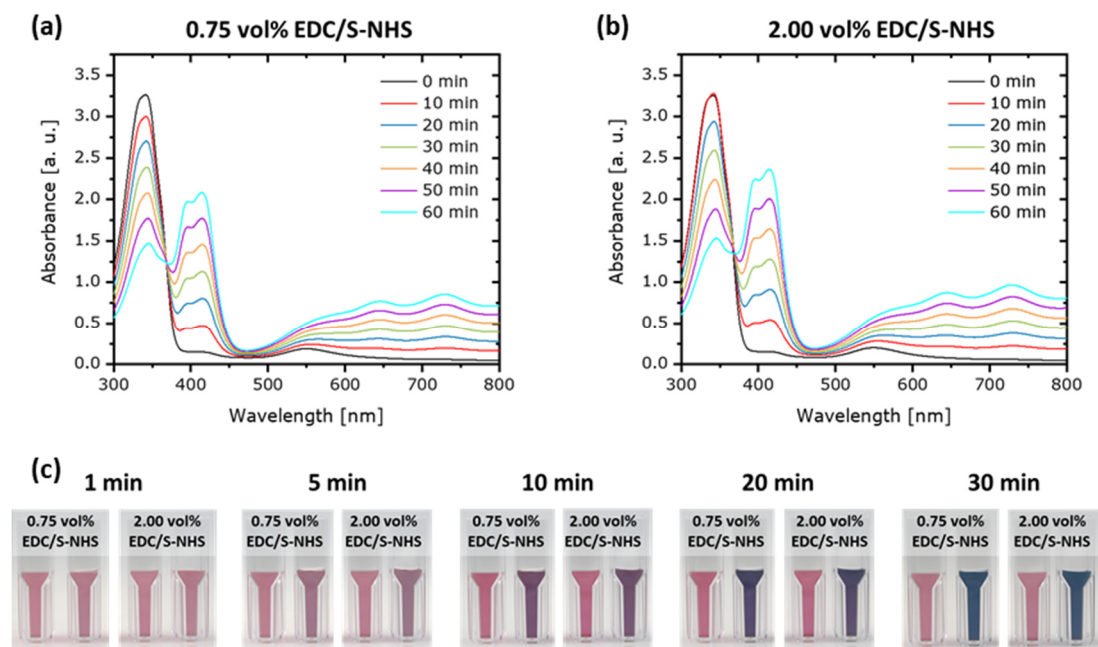 (a)
0.75 vol% EDC/S-NHS
Absorbance [a. u.]
3.5
3.0
2.5
2.0
1.5
1.0
0.5
0.0
0 min
10 min
20 min
30 min
40 min
50 min
60 min
300 400 500 600 700 800
Wavelength [nm]
(b)
2.00 vol% EDC/S-NHS
Absorbance [a. u.]
3.5
3.0
2.5
2.0
1.5
1.0
0.5
0.0
0 min
10 min
20 min
30 min
40 min
50 min
60 min
300 400 500 600 700 800
Wavelength [nm]
(c)
1 min
0.75 vol%
EDC/S-NHS
2.00 vol%
EDC/S-NHS
5 min
0.75 vol%
EDC/S-NHS
2.00 vol%
EDC/S-NHS
10 min
0.75 vol%
EDC/S-NHS
2.00 vol%
EDC/S-NHS
20 min
0.75 vol%
EDC/S-NHS
2.00 vol%
EDC/S-NHS
30 min
0.75 vol%
EDC/S-NHS
2.00 vol%
EDC/S-NHS